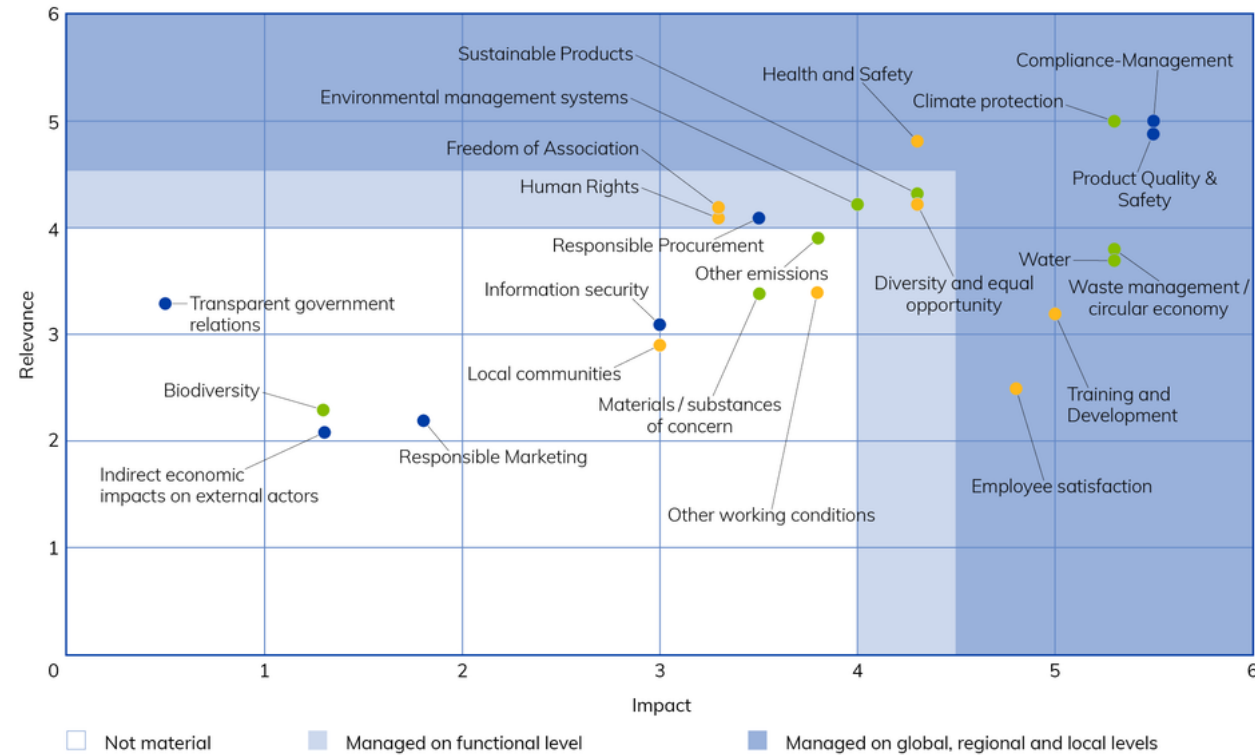 6
Sustainable Products
Compliance-Management
Health and Safety
Environmental management systems
Climate protection
5
Freedom of Association
Human Rights
Product Quality &
Safety
4
Responsible Procurement
Water
Other emissions
Diversity and equal
opportunity
Waste management /
circular economy
Information security
Transparent government
relations
3
Relevance
Local communities
Biodiversity
Materials / substances
of concern
Training and
Development
2
Responsible Marketing
Indirect economic
impacts on external actors
Employee satisfaction
Other working conditions
1
0
1
2
3
4
5
6
Impact
Not material
Managed on functional level
Managed on global, regional and local levels